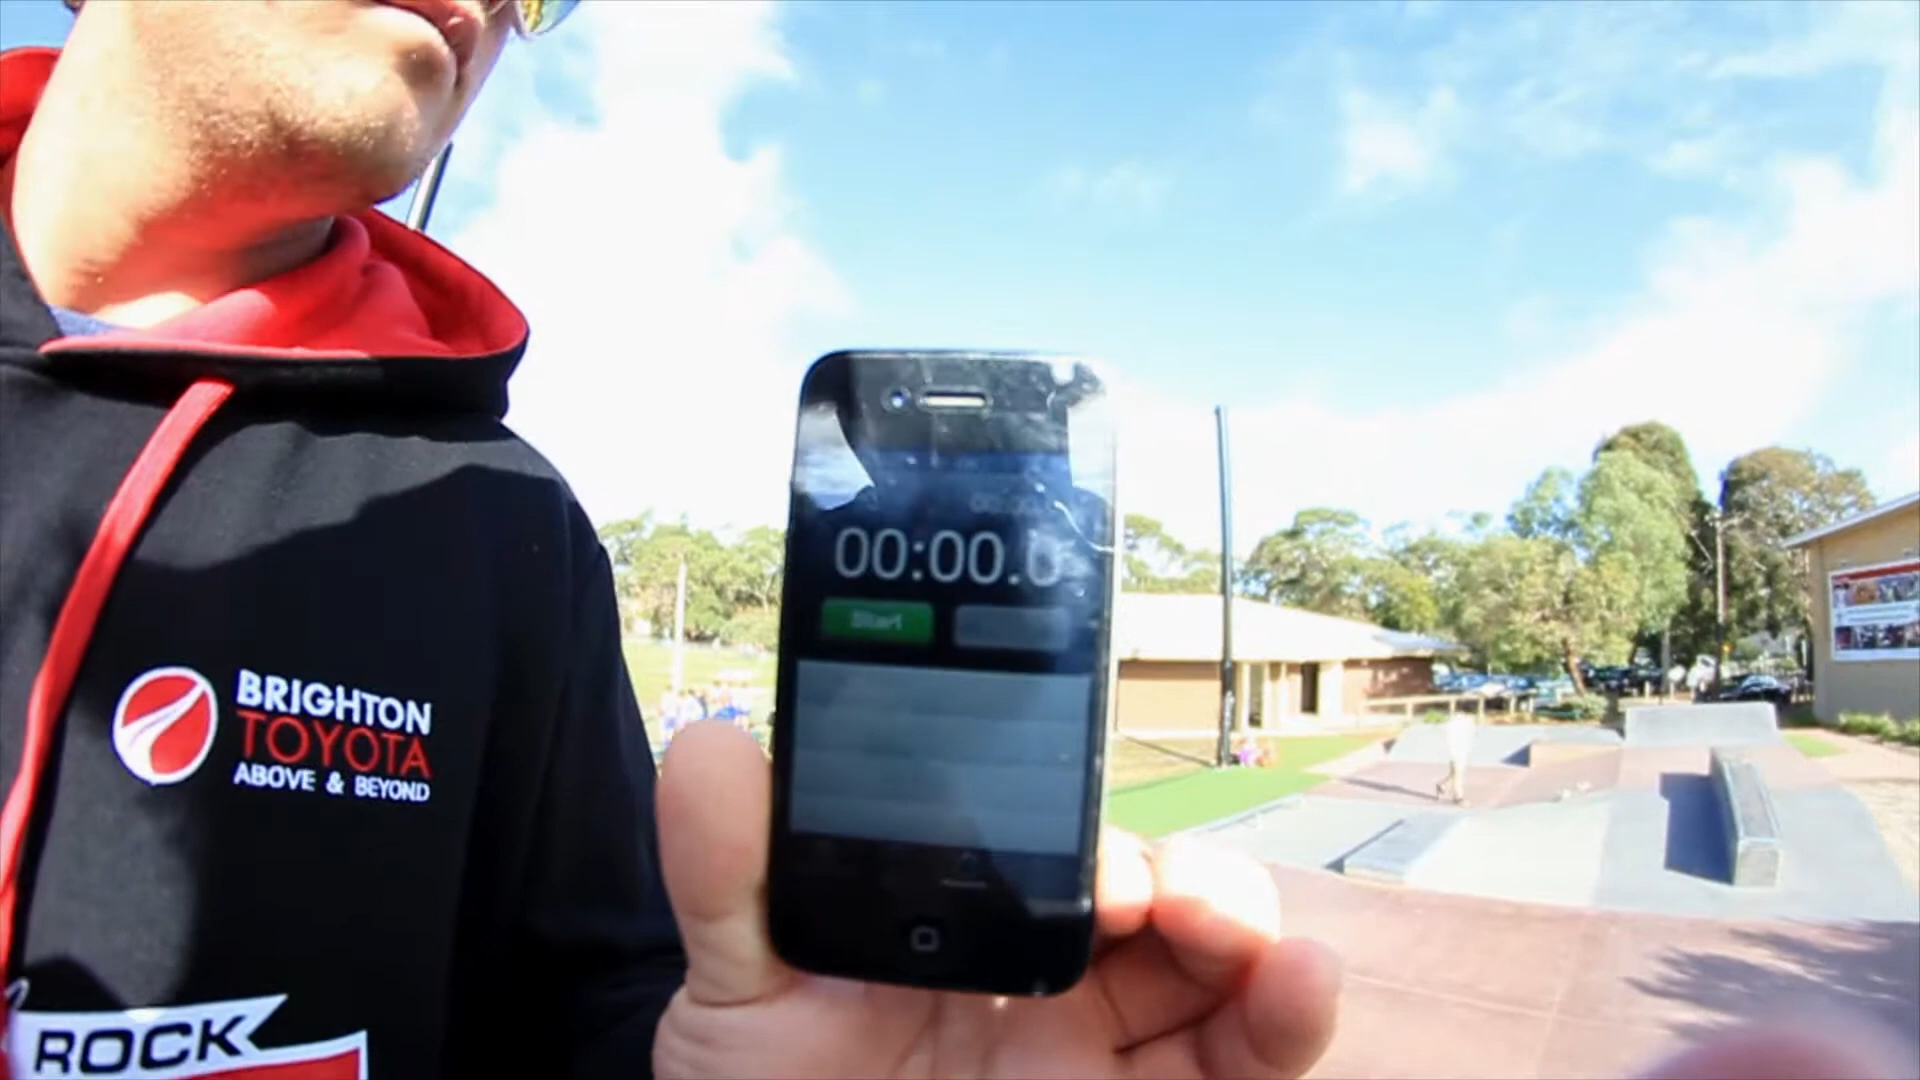 BRIGHTON
TOYOTA
ABOVE & BEYOND
ROCK
00:00.0
Start